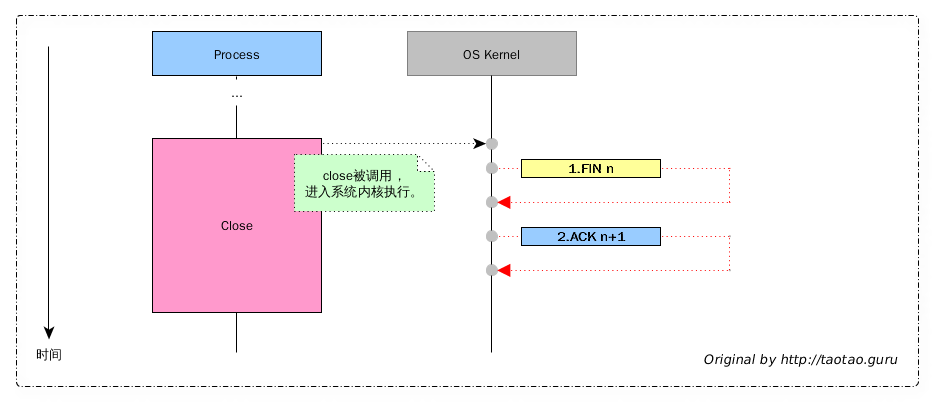 Process
OS Kernel
...
close被调用，
进入系统内核执行。
1.FIN n
Close
2.ACK n+1
时间
Original by http://taotao.guru